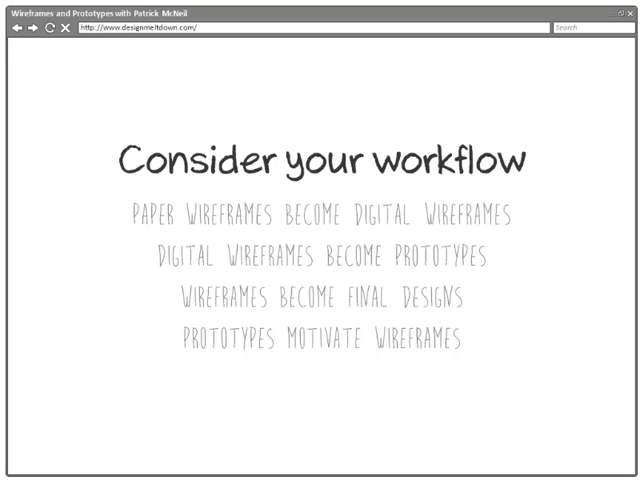 Wireframes and Prototypes with Patrick McNeil
http://www.designmeltdown.com/
Search
Consider your workflow
PAPER WIREFRAMES BECOME DIGITAL WIREFRAMES
DIGITAL WIREFRAMES BECOME PROTOTYPES
WIREFRAMES BECOME FINAL DESIGNS
PROTOTYPES MOTIVATE WIREFRAMES